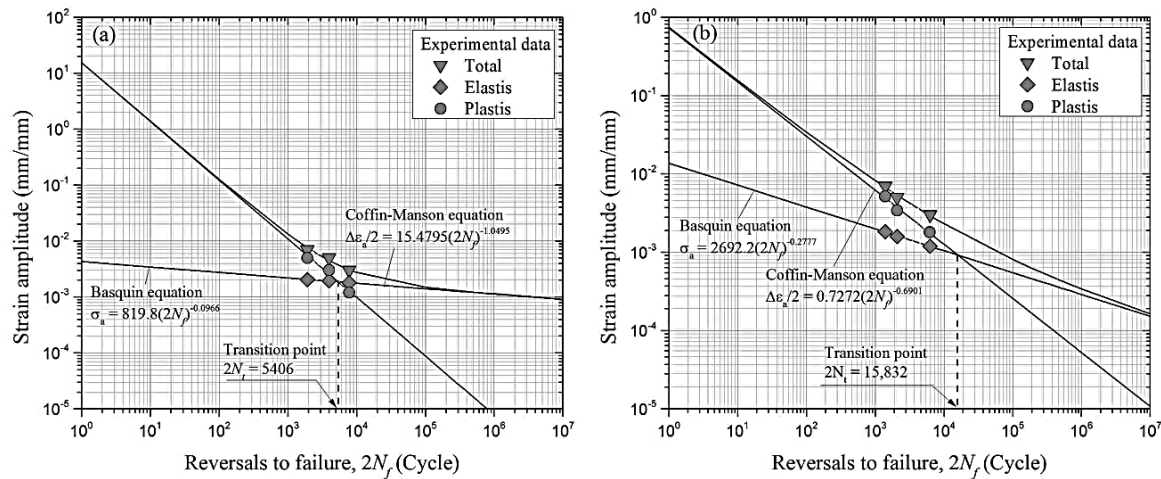 (a)
Experimental data
Total
Elastis
Plastis
10^2
10^1
10^0
10^-1
10^-2
10^-3
10^-4
10^-5
Strain amplitude (mm/mm)
Coffin-Manson equation
Δε_a/2 = 15.4795(2N_f)^-1.0495
Basquin equation
σ_a = 819.8(2N_f)^-0.0966
Transition point
2N_t = 5406
10^0 10^1 10^2 10^3 10^4 10^5 10^6 10^7
Reversals to failure, 2N_f (Cycle)
(b)
Experimental data
Total
Elastis
Plastis
10^0
10^-1
10^-2
10^-3
10^-4
10^-5
Strain amplitude (mm/mm)
Basquin equation
σ_a = 2692.2(2N_f)^-0.2777
Coffin-Manson equation
Δε_a/2 = 0.7272(2N_f)^-0.6901
Transition point
2N_t = 15,832
10^0 10^1 10^2 10^3 10^4 10^5 10^6 10^7
Reversals to failure, 2N_f (Cycle)